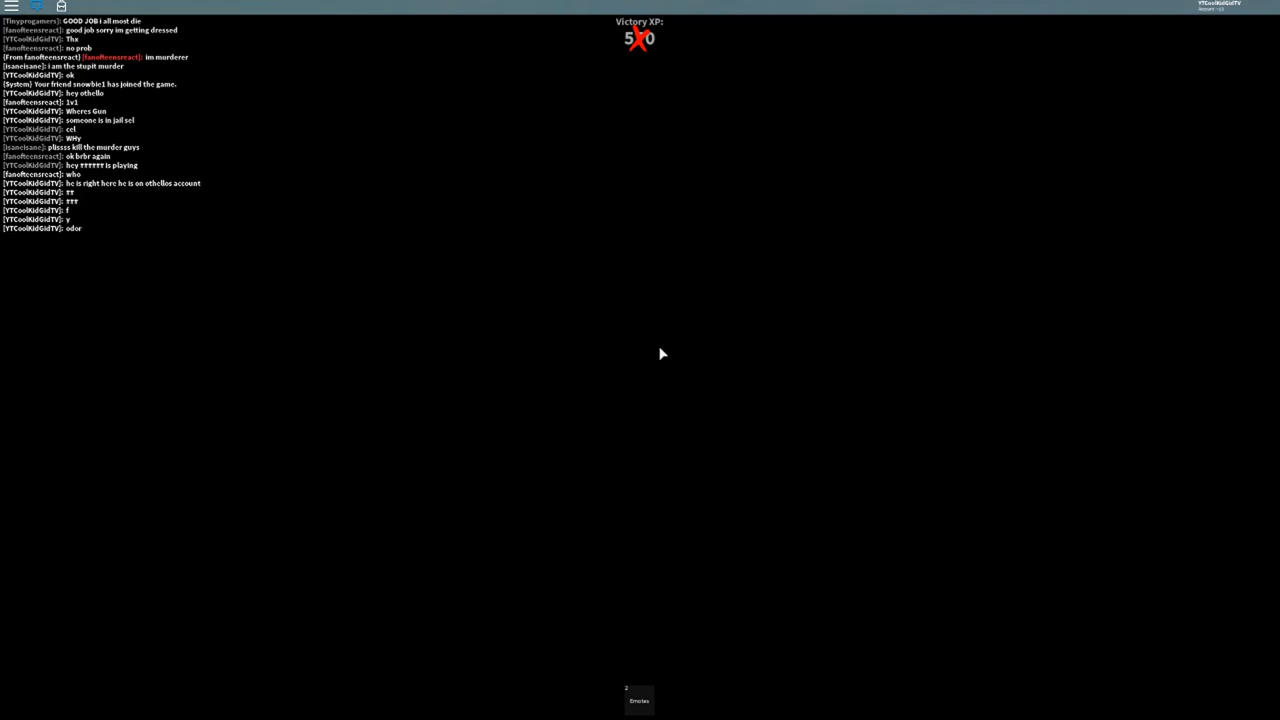 YTCoolKidGidTV
Account: <13
[Tinyprogamers]: GOOD JOB i all most die
[fanofteensreact]: good job sorry im getting dressed
[YTCoolKidGidTV]: Thx
[fanofteensreact]: no prob
{From fanofteensreact} [fanofteensreact]: im murderer
[isaneisane]: i am the stupit murder
[YTCoolKidGidTV]: ok
{System} Your friend snowbie1 has joined the game.
[YTCoolKidGidTV]: hey othello
[fanofteensreact]: 1v1
[YTCoolKidGidTV]: Wheres Gun
[YTCoolKidGidTV]: someone is in jail sel
[YTCoolKidGidTV]: cel
[YTCoolKidGidTV]: WHy
[isaneisane]: plissss kill the murder guys
[fanofteensreact]: ok brbr again
[YTCoolKidGidTV]: hey ###### is playing
[fanofteensreact]: who
[YTCoolKidGidTV]: he is right here he is on othellos account
[YTCoolKidGidTV]: ##
[YTCoolKidGidTV]: ###
[YTCoolKidGidTV]: f
[YTCoolKidGidTV]: y
[YTCoolKidGidTV]: odor
Victory XP:
2
Emotes